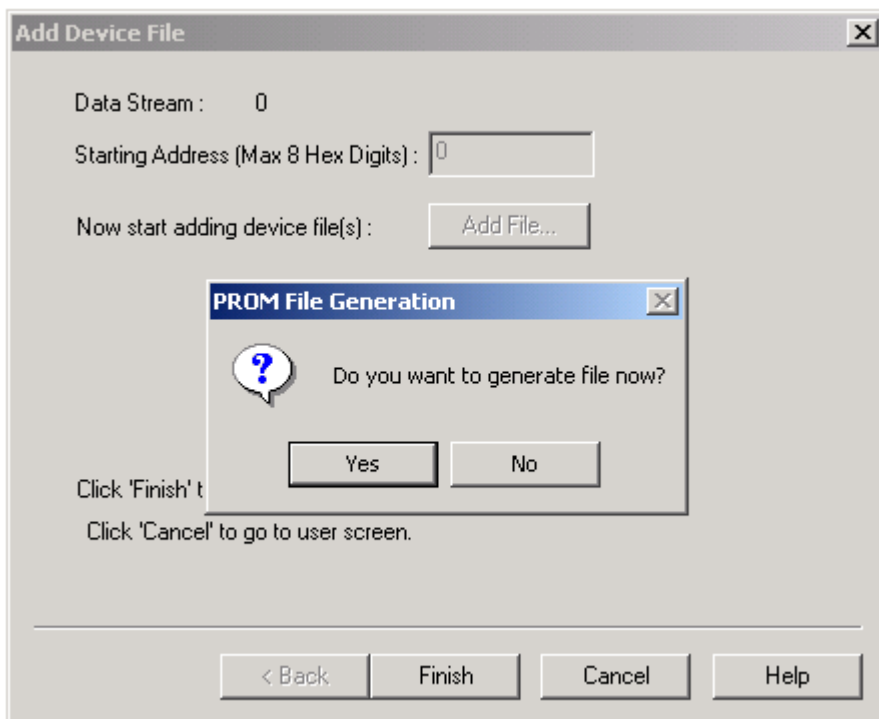 Add Device File
Data Stream : 0
Starting Address (Max 8 Hex Digits) : 0
Now start adding device file(s) : Add File...
PROM File Generation
? Do you want to generate file now?
Yes No
Click 'Finish' t
Click 'Cancel' to go to user screen.
< Back Finish Cancel Help